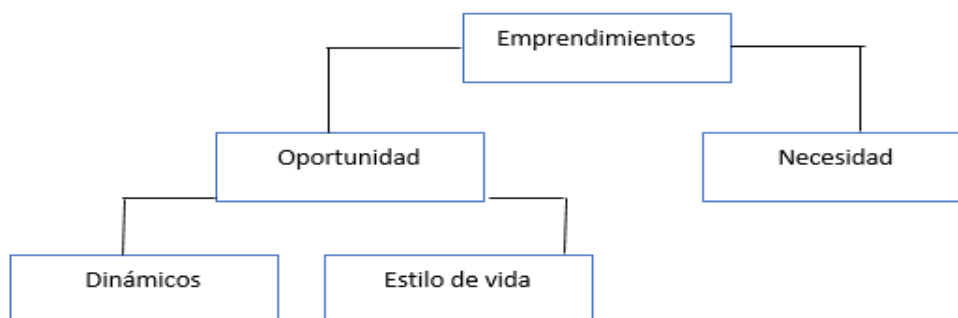 Emprendimientos
Oportunidad
Necesidad
Dinámicos
Estilo de vida